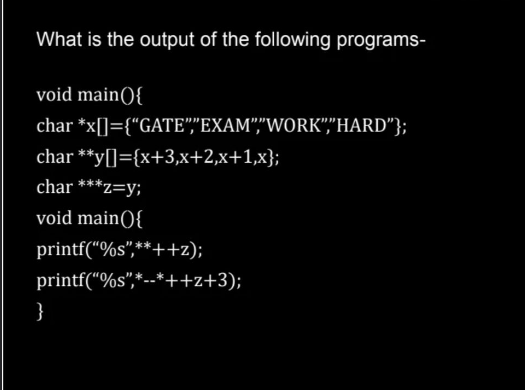 What is the output of the following programs-
void main(){
char *x[]={“GATE”,”EXAM”,”WORK”,”HARD”};
char **y[]={x+3,x+2,x+1,x};
char ***z=y;
void main(){
printf(“%s”,**++z);
printf(“%s”,*--*++z+3);
}